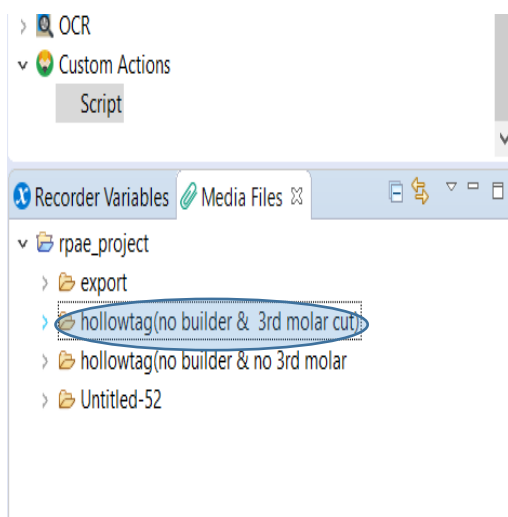 OCR
Custom Actions
Script
Recorder Variables Media Files
rpae_project
export
hollowtag(no builder & 3rd molar cut)
hollowtag(no builder & no 3rd molar
Untitled-52